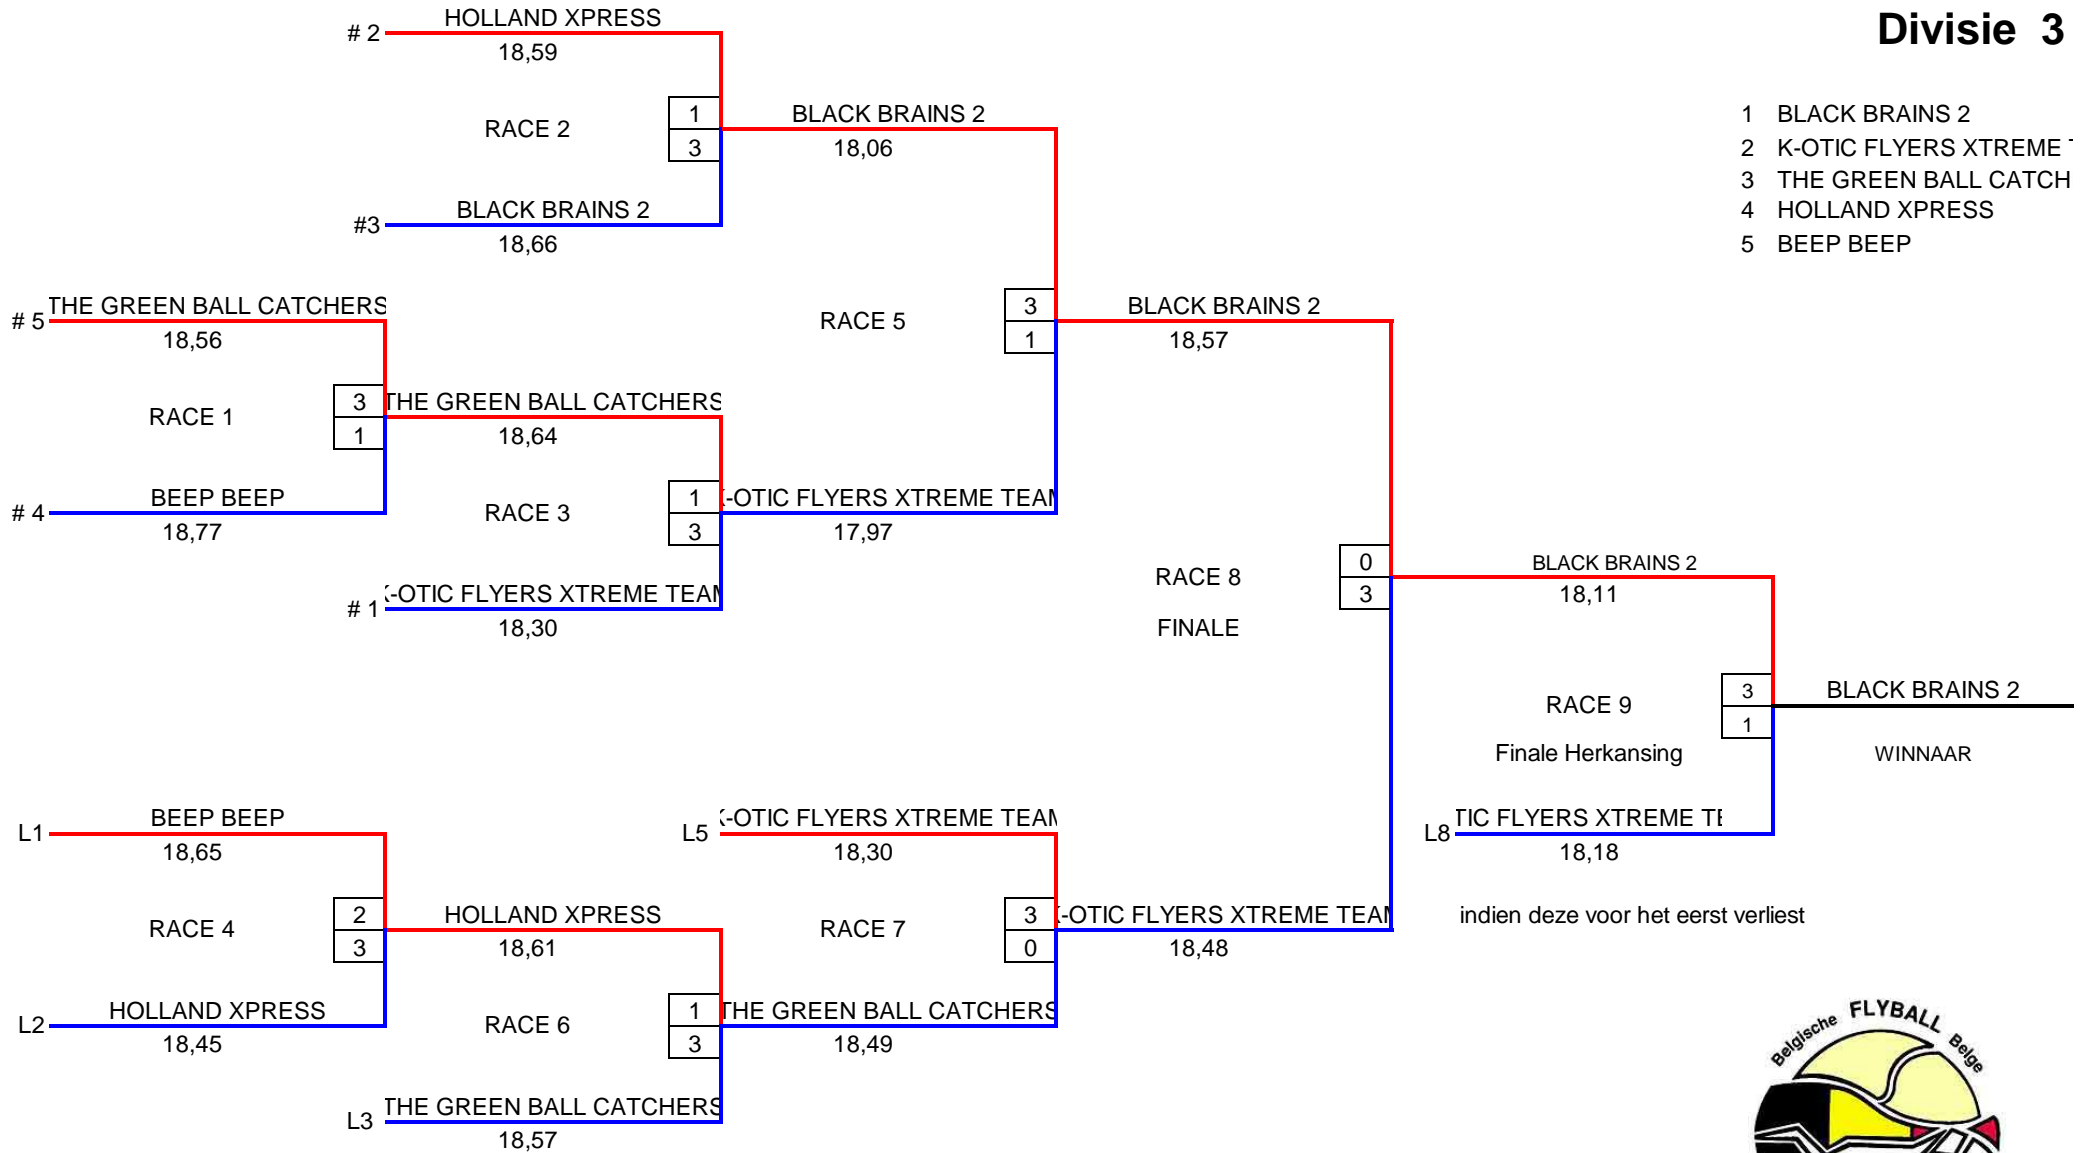 Divisie 3
1 BLACK BRAINS 2
2 K-OTIC FLYERS XTREME
3 THE GREEN BALL CATCH
4 HOLLAND XPRESS
5 BEEP BEEP
# 2 HOLLAND XPRESS
18,59
RACE 2
1
3
#3 BLACK BRAINS 2
18,66
BLACK BRAINS 2
18,06
# 5 THE GREEN BALL CATCHERS
18,56
RACE 1
3
1
# 4 BEEP BEEP
18,77
THE GREEN BALL CATCHERS
18,64
RACE 3
1
3
# 1 K-OTIC FLYERS XTREME TEAM
18,30
K-OTIC FLYERS XTREME TEAM
17,97
RACE 5
3
1
BLACK BRAINS 2
18,57
RACE 8
0
3
FINALE
BLACK BRAINS 2
18,11
RACE 9
3
1
Finale Herkansing
BLACK BRAINS 2
WINNAAR
L8 TIC FLYERS XTREME TE
18,18
indien deze voor het eerst verliest
L1 BEEP BEEP
18,65
RACE 4
2
3
L2 HOLLAND XPRESS
18,45
HOLLAND XPRESS
18,61
RACE 6
1
3
L3 THE GREEN BALL CATCHERS
18,57
L5 K-OTIC FLYERS XTREME TEAM
18,30
RACE 7
3
0
THE GREEN BALL CATCHERS
18,49
K-OTIC FLYERS XTREME TEAM
18,48
Belgische FLYBALL Belge